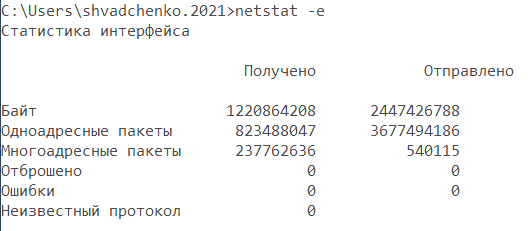 C:\Users\shvadchenko.2021>netstat -e
Статистика интерфейса
Получено Отправлено
Байт 1220864208 2447426788
Одноадресные пакеты 823488047 3677494186
Многоадресные пакеты 237762636 540115
Отброшено 0 0
Ошибки 0 0
Неизвестный протокол 0